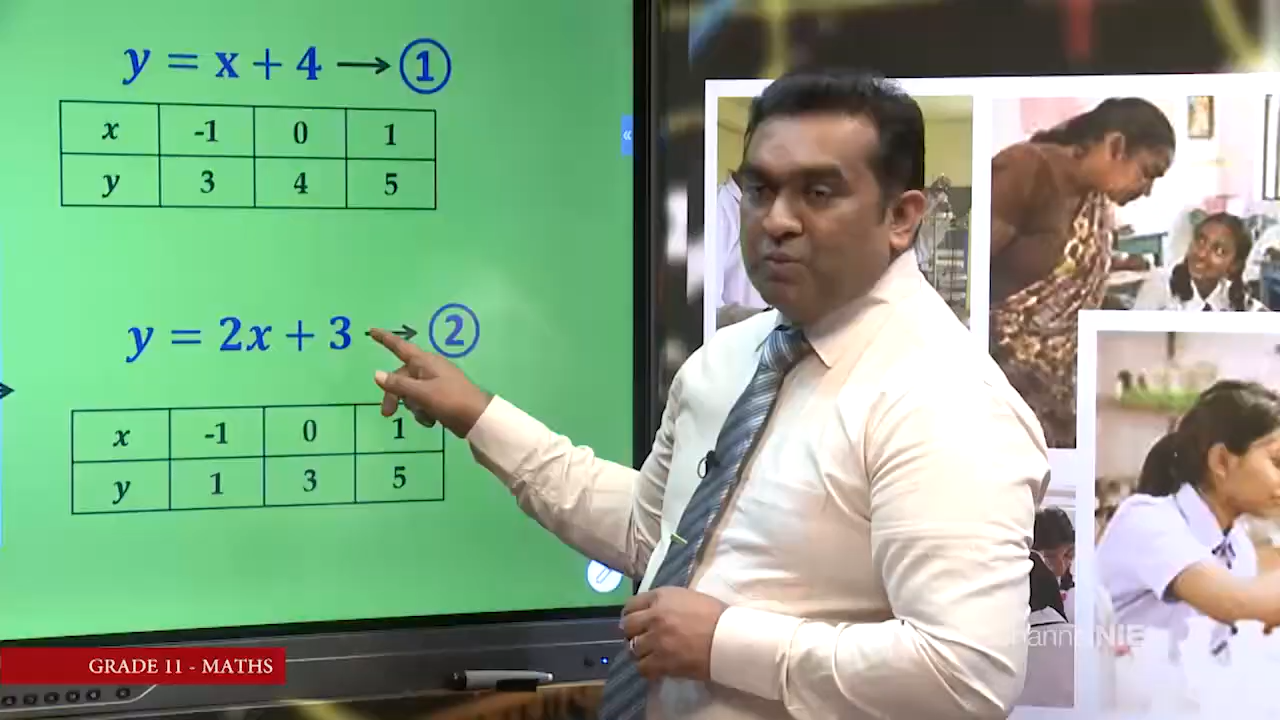 y = x + 4 → ①
x -1 0 1
y 3 4 5
y = 2x + 3 → ②
x -1 0 1
y 1 3 5
GRADE 11 - MATHS
NIE